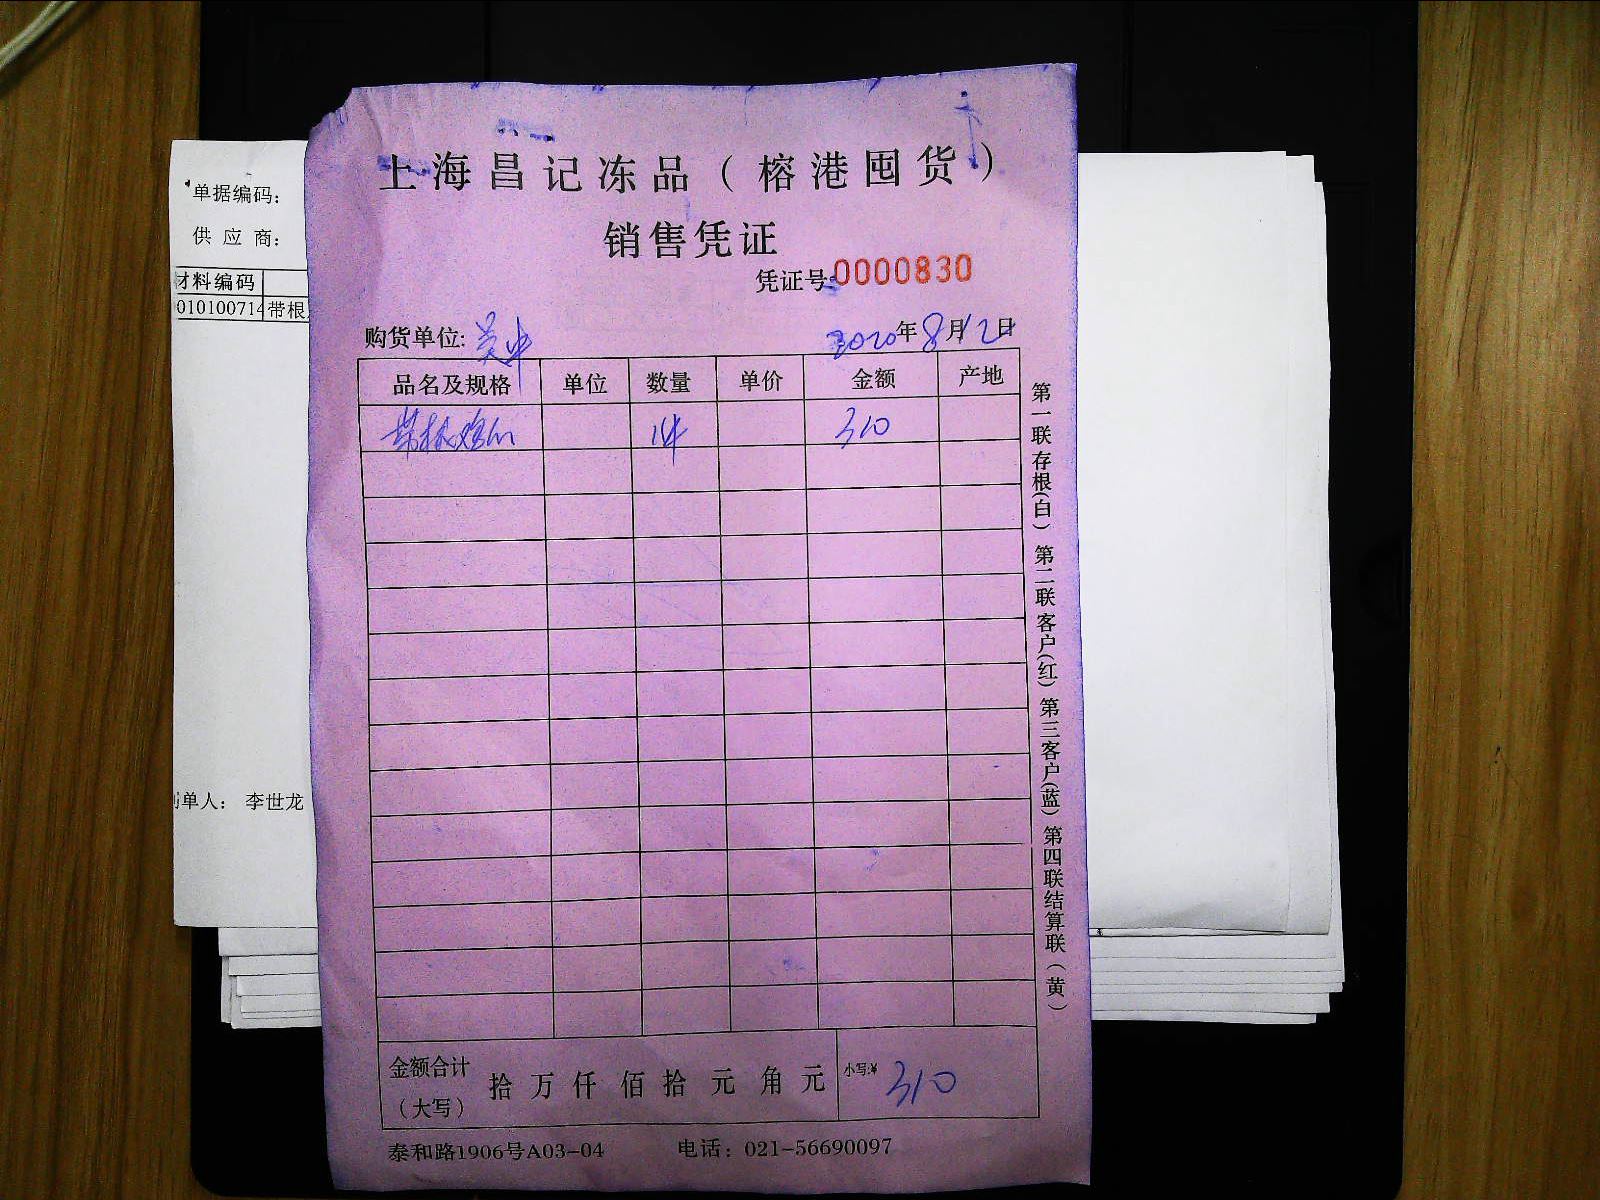 上海昌记冻品（榕港囤货）
销售凭证
凭证号:0000830
购货单位: 吴中 2020年8月12日
品名及规格 单位 数量 单价 金额 产地
带根 1件 310
金额合计（大写） 拾 万 仟 佰 拾 元 角 元 小写:¥ 310
泰和路1906号A03-04 电话：021-56690097
第一联存根(白) 第二联客户(红) 第三客户(蓝) 第四联结算联(黄)
单据编码：
供 应 商：
材料编码
010100714 带根
单人： 李世龙